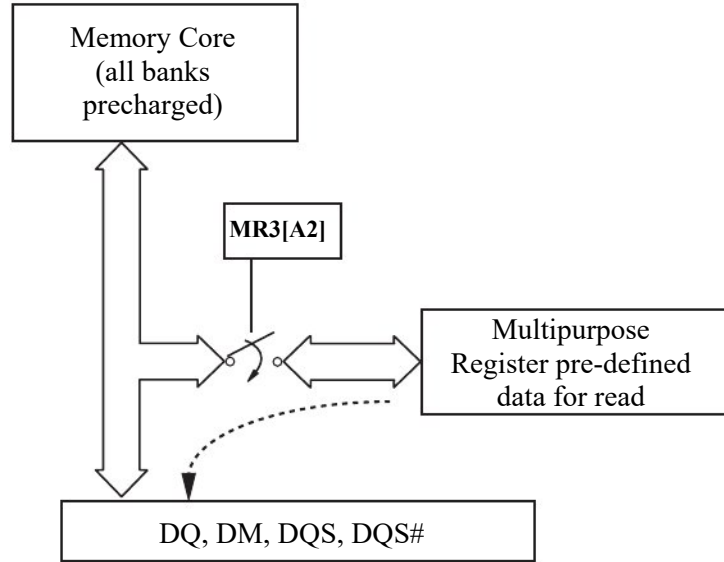 Memory Core
(all banks
precharged)
MR3[A2]
Multipurpose
Register pre-defined
data for read
DQ, DM, DQS, DQS#